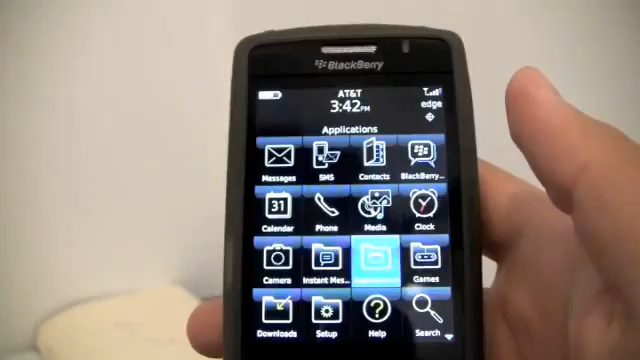 BlackBerry
AT&T
3:42PM
edge
Applications
Messages
SMS
Contacts
BlackBerry...
31
Calendar
Phone
Media
Clock
Camera
Instant Mes...
Games
Downloads
Setup
?
Help
Search